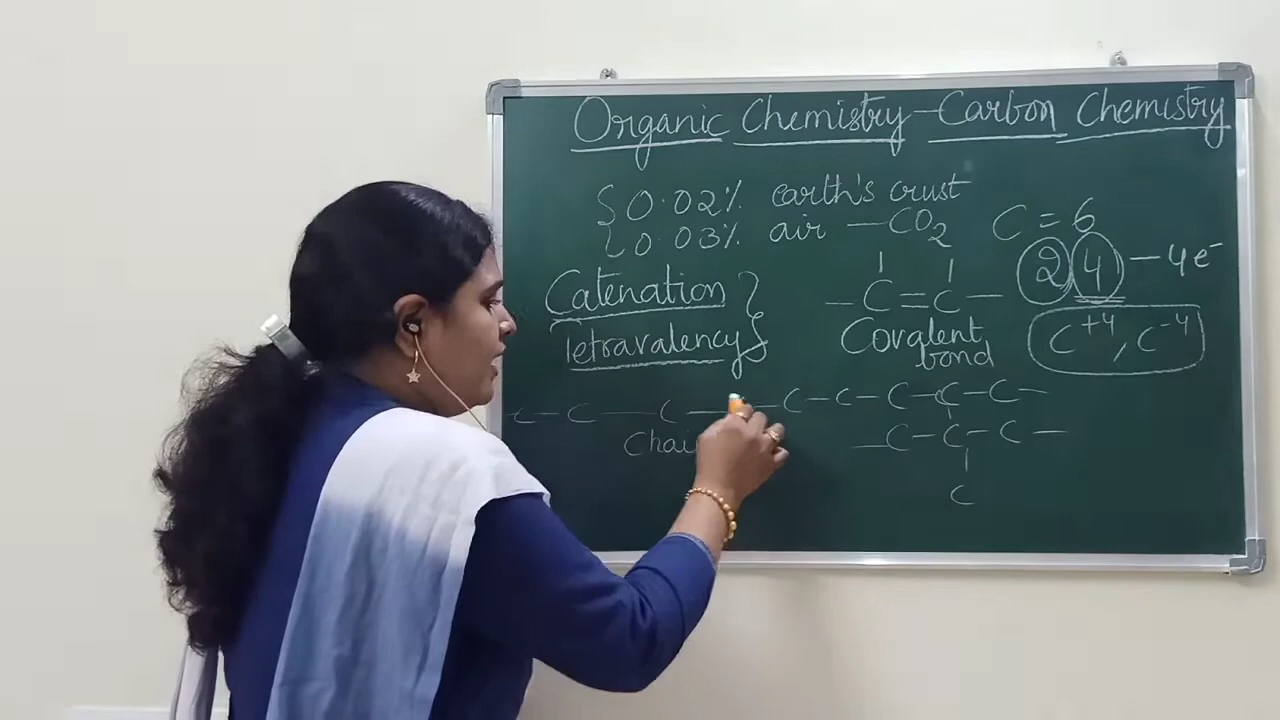 Organic Chemistry - Carbon Chemistry
{ 0.02% earth's crust
{ 0.03% air — CO2
C = 6
2 4 — 4e⁻
Catenation }
Tetravalency }
— C = C —
Covalent
bond
C⁺⁴, C⁻⁴
C — C — C — — C — C — C — C — C —
— C — C — C —
C